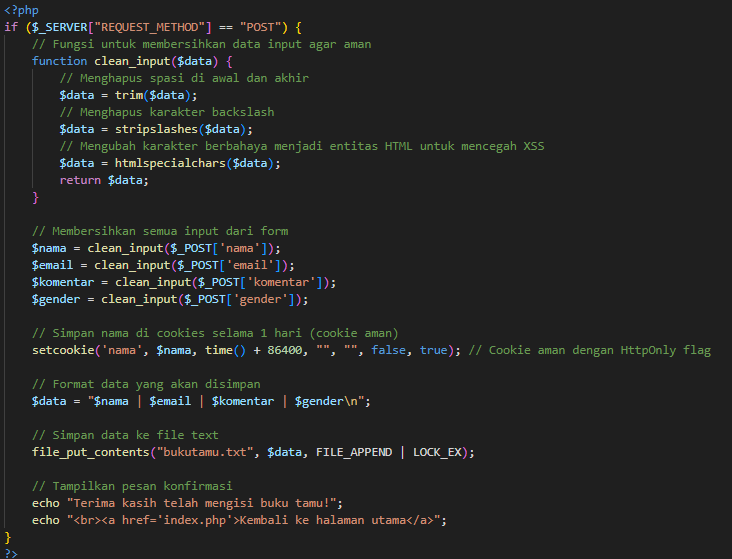 <?php
if ($_SERVER["REQUEST_METHOD"] == "POST") {
    // Fungsi untuk membersihkan data input agar aman
    function clean_input($data) {
        // Menghapus spasi di awal dan akhir
        $data = trim($data);
        // Menghapus karakter backslash
        $data = stripslashes($data);
        // Mengubah karakter berbahaya menjadi entitas HTML untuk mencegah XSS
        $data = htmlspecialchars($data);
        return $data;
    }

    // Membersihkan semua input dari form
    $nama = clean_input($_POST['nama']);
    $email = clean_input($_POST['email']);
    $komentar = clean_input($_POST['komentar']);
    $gender = clean_input($_POST['gender']);

    // Simpan nama di cookies selama 1 hari (cookie aman)
    setcookie('nama', $nama, time() + 86400, "", "", false, true); // Cookie aman dengan HttpOnly flag

    // Format data yang akan disimpan
    $data = "$nama | $email | $komentar | $gender\n";

    // Simpan data ke file text
    file_put_contents("bukutamu.txt", $data, FILE_APPEND | LOCK_EX);

    // Tampilkan pesan konfirmasi
    echo "Terima kasih telah mengisi buku tamu!";
    echo "<br><a href='index.php'>Kembali ke halaman utama</a>";
}
?>